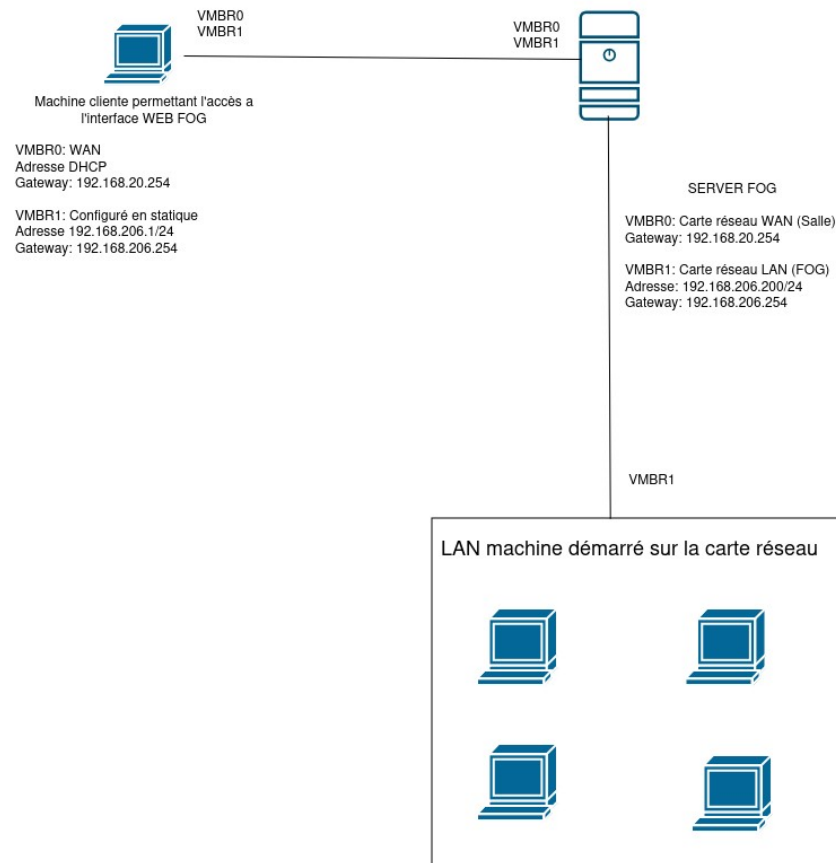 VMBR0
VMBR1
Machine cliente permettant l'accès a
l'interface WEB FOG
VMBR0: WAN
Adresse DHCP
Gateway: 192.168.20.254
VMBR1: Configuré en statique
Adresse 192.168.206.1/24
Gateway: 192.168.206.254
VMBR0
VMBR1
SERVER FOG
VMBR0: Carte réseau WAN (Salle)
Gateway: 192.168.20.254
VMBR1: Carte réseau LAN (FOG)
Adresse: 192.168.206.200/24
Gateway: 192.168.206.254
VMBR1
LAN machine démarré sur la carte réseau